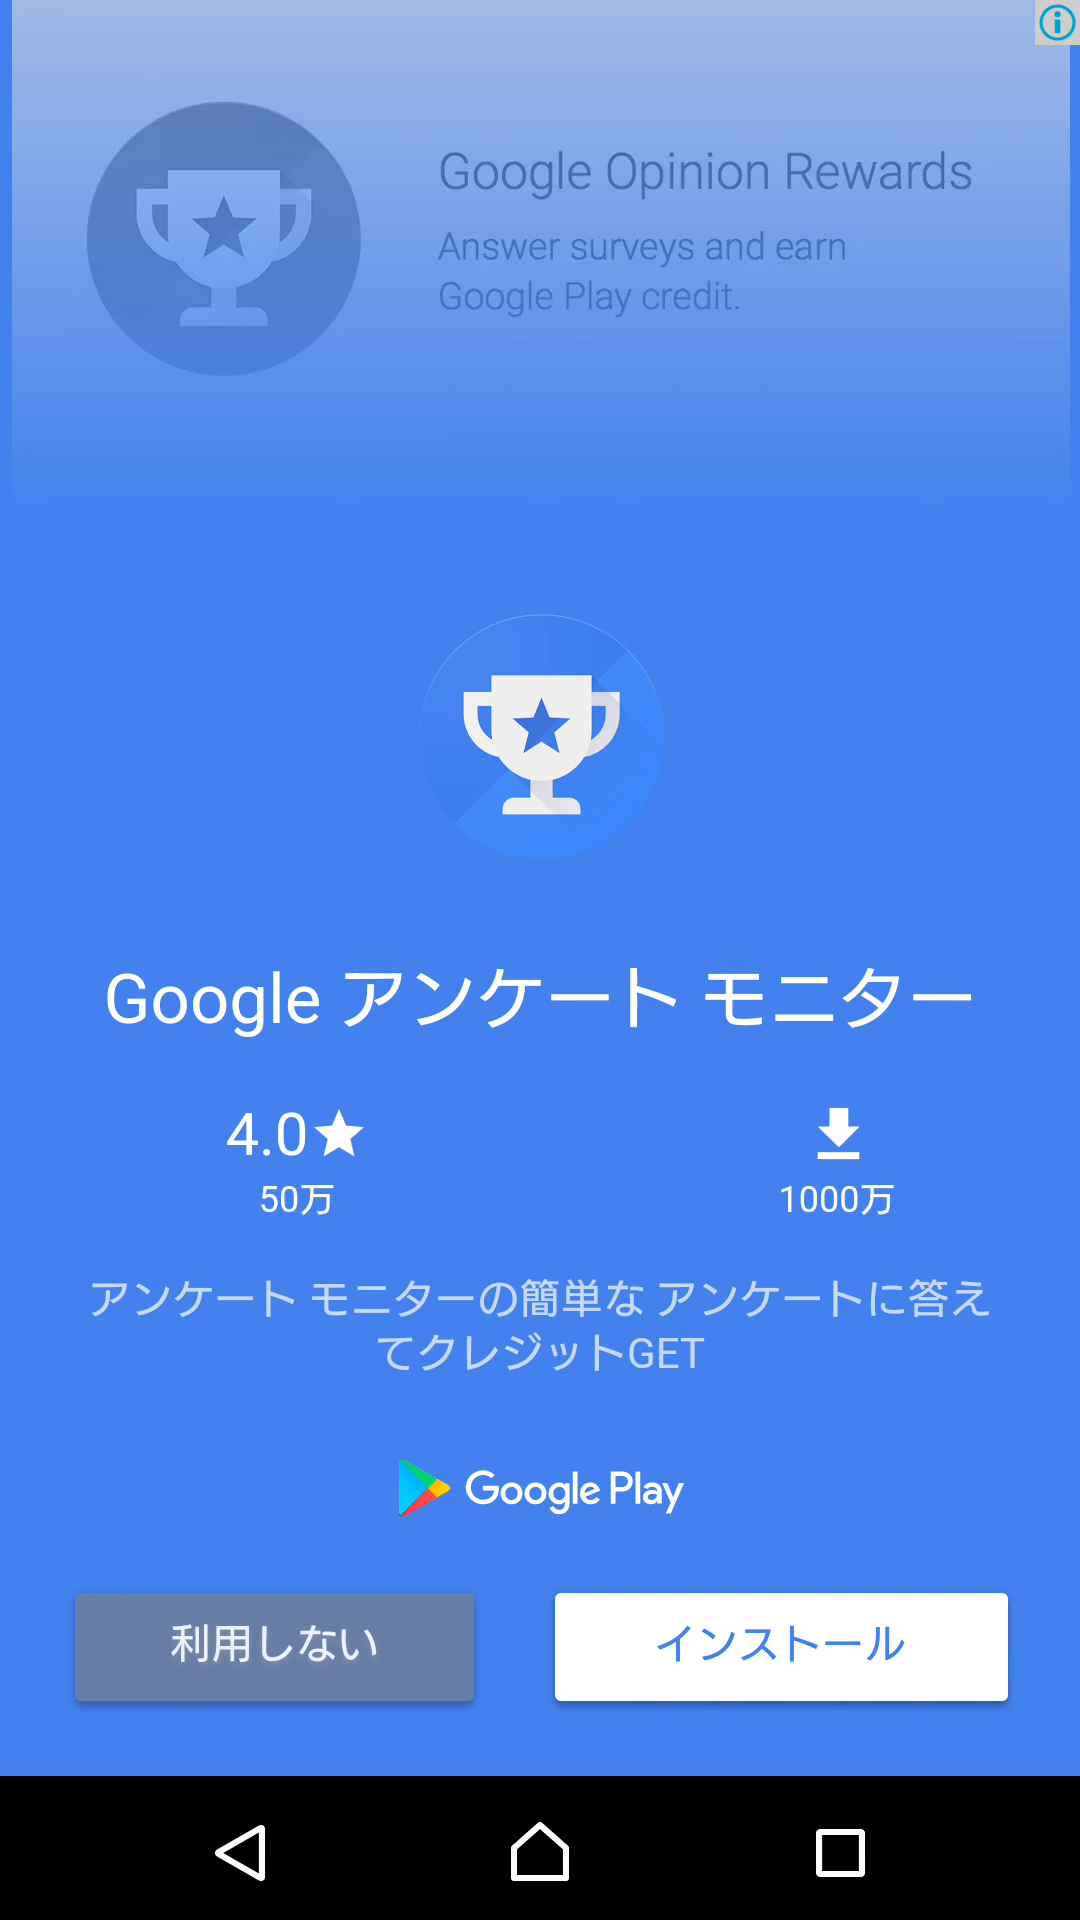 Google Opinion Rewards
Answer surveys and earn
Google Play credit.
Google アンケート モニター
4.0
50万
1000万
アンケート モニターの簡単な アンケートに答え
てクレジットGET
Google Play
利用しない
インストール